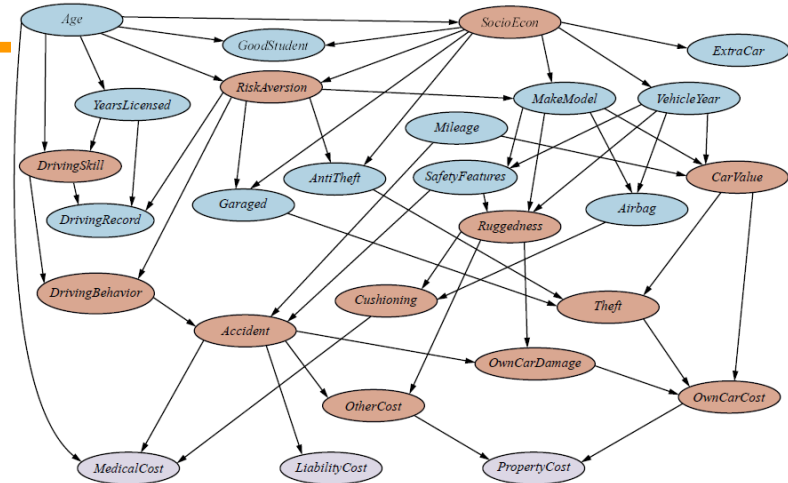 Age
SocioEcon
GoodStudent
ExtraCar
RiskAversion
YearsLicensed
MakeModel
VehicleYear
Mileage
DrivingSkill
AntiTheft
SafetyFeatures
CarValue
Garaged
DrivingRecord
Airbag
Ruggedness
DrivingBehavior
Cushioning
Theft
Accident
OwnCarDamage
OtherCost
OwnCarCost
MedicalCost
LiabilityCost
PropertyCost